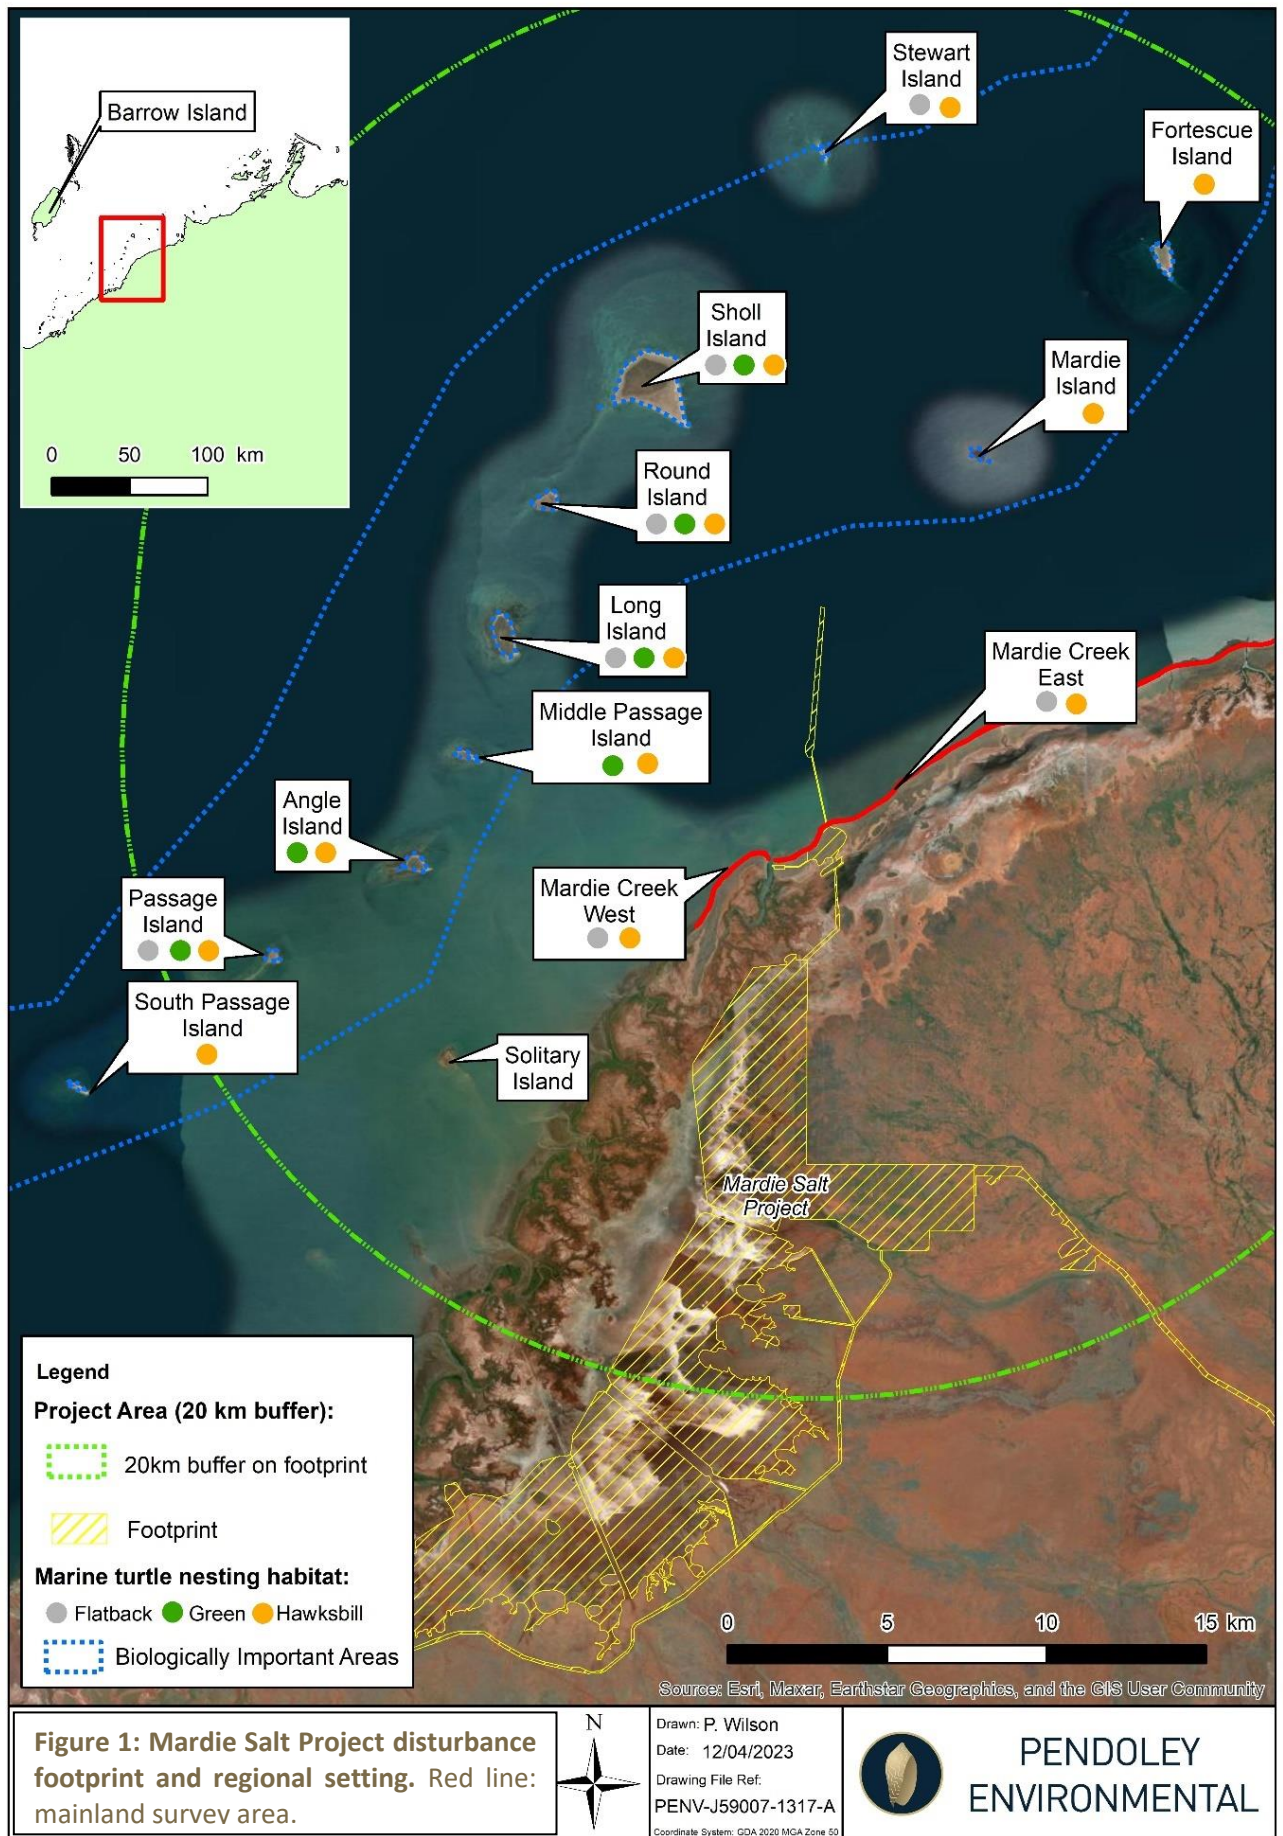 Barrow Island
0 50 100 km
Stewart
Island
Fortescue
Island
Sholl
Island
Mardie
Island
Round
Island
Long
Island
Mardie Creek
East
Middle Passage
Island
Angle
Island
Mardie Creek
West
Passage
Island
South Passage
Island
Solitary
Island
Mardie Salt
Project
Legend
Project Area (20 km buffer):
20km buffer on footprint
Footprint
Marine turtle nesting habitat:
Flatback Green Hawksbill
Biologically Important Areas
0 5 10 15 km
Source: Esri, Maxar, Earthstar Geographics, and the GIS User Community
Figure 1: Mardie Salt Project disturbance
footprint and regional setting. Red line:
mainland survey area.
N
Drawn: P. Wilson
Date: 12/04/2023
Drawing File Ref:
PENV-J59007-1317-A
Coordinate System: GDA 2020 MGA Zone 50
PENDOLEY
ENVIRONMENTAL